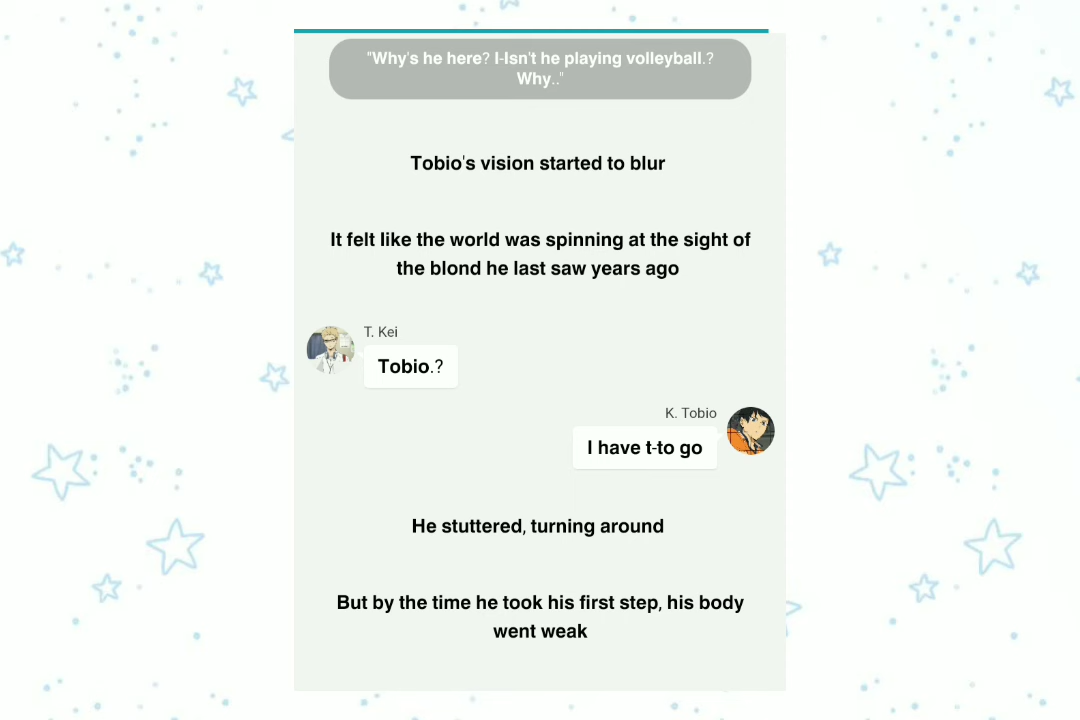 "Why's he here? I-Isn't he playing volleyball.?
Why.."
Tobio's vision started to blur
It felt like the world was spinning at the sight of
the blond he last saw years ago
T. Kei
Tobio.?
K. Tobio
I have t-to go
He stuttered, turning around
But by the time he took his first step, his body
went weak